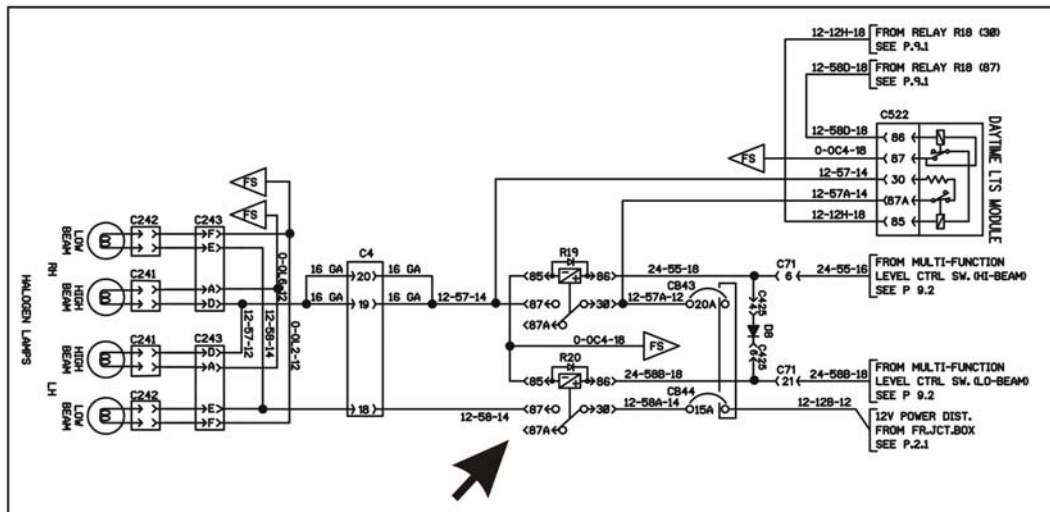 12-12H-18
FROM RELAY R18 (30)
SEE P.9.1
12-58D-18
FROM RELAY R18 (87)
SEE P.9.1
C522
DAYTIME LTS MODULE
12-58D-18
86
FS
0-0C4-18
87
12-57-14
30
12-57A-14
87A
12-12H-18
85
FS
FS
HALOGEN LAMPS
RH
LOW BEAM
C242
C243
F
E
0-0L6-12
HIGH BEAM
C241
A
D
12-57-12
12-58-14
0-0L2-12
LH
HIGH BEAM
C241
C243
D
A
LOW BEAM
C242
E
F
C4
16 GA
20
16 GA
16 GA
19
16 GA
12-57-14
18
12-58-14
R19
85
86
24-55-18
87
30
12-57A-12
87A
CB43
20A
C71
6
24-55-16
FROM MULTI-FUNCTION
LEVEL CTRL SW.(HI-BEAM)
SEE P 9.2
C425
4
D8
C425
6
0-0C4-18
FS
R20
85
86
24-58B-18
87
30
12-58A-14
87A
CB44
15A
C71
21
24-58B-18
FROM MULTI-FUNCTION
LEVEL CTRL SW.(LO-BEAM)
SEE P 9.2
12-12B-12
12V POWER DIST.
FROM FR.JCT.BOX
SEE P.2.1